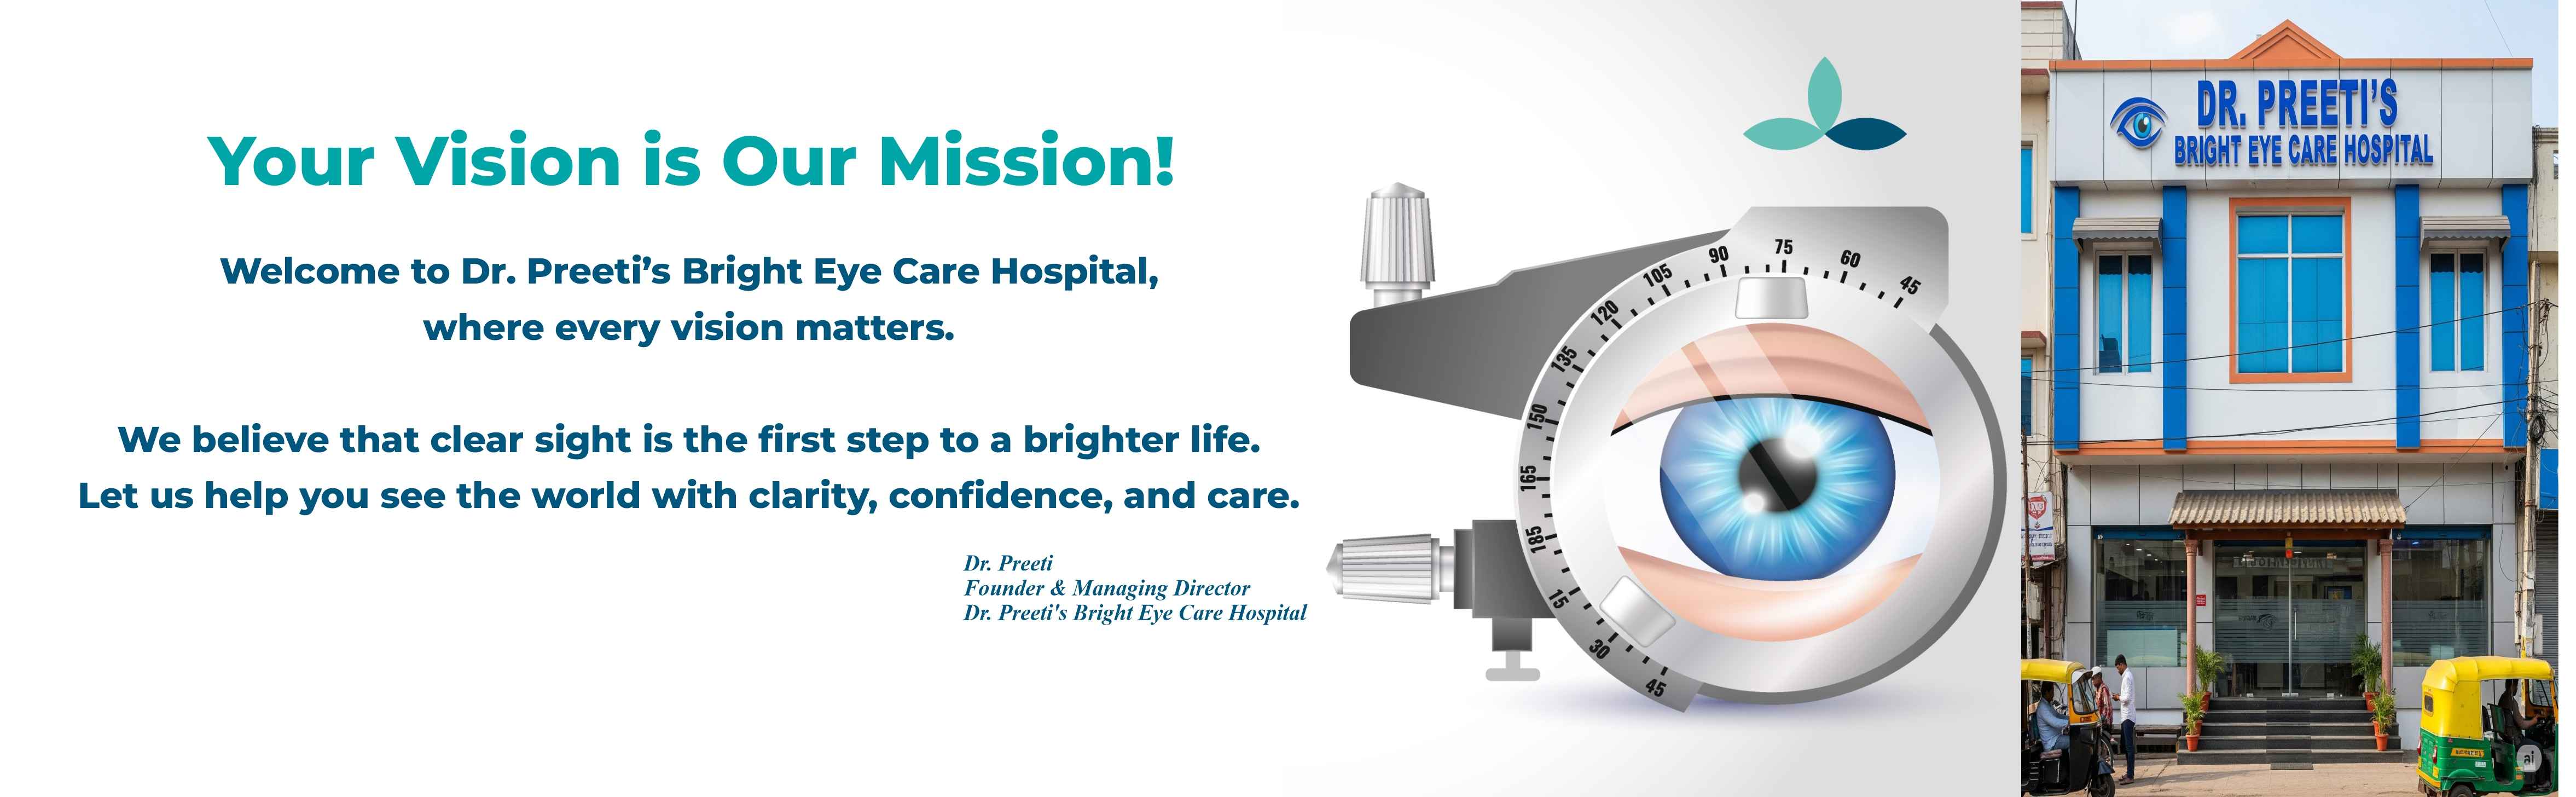 Your Vision is Our Mission!
Welcome to Dr. Preeti’s Bright Eye Care Hospital,
where every vision matters.
We believe that clear sight is the first step to a brighter life.
Let us help you see the world with clarity, confidence, and care.
Dr. Preeti
Founder & Managing Director
Dr. Preeti's Bright Eye Care Hospital
45
60
75
90
105
120
135
150
165
185
15
30
45
DR. PREETI’S
BRIGHT EYE CARE HOSPITAL
ai